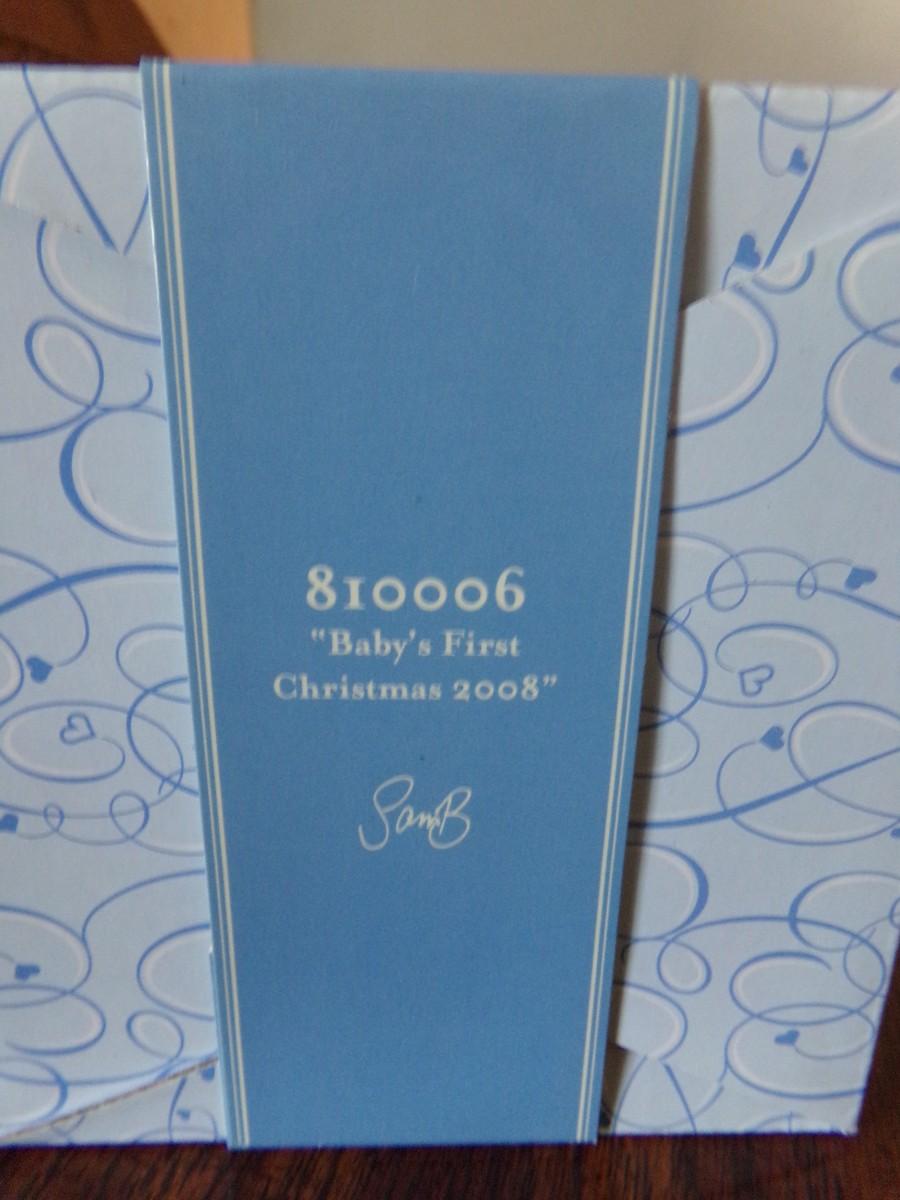 810006
"Baby's First
Christmas 2008"
SamB